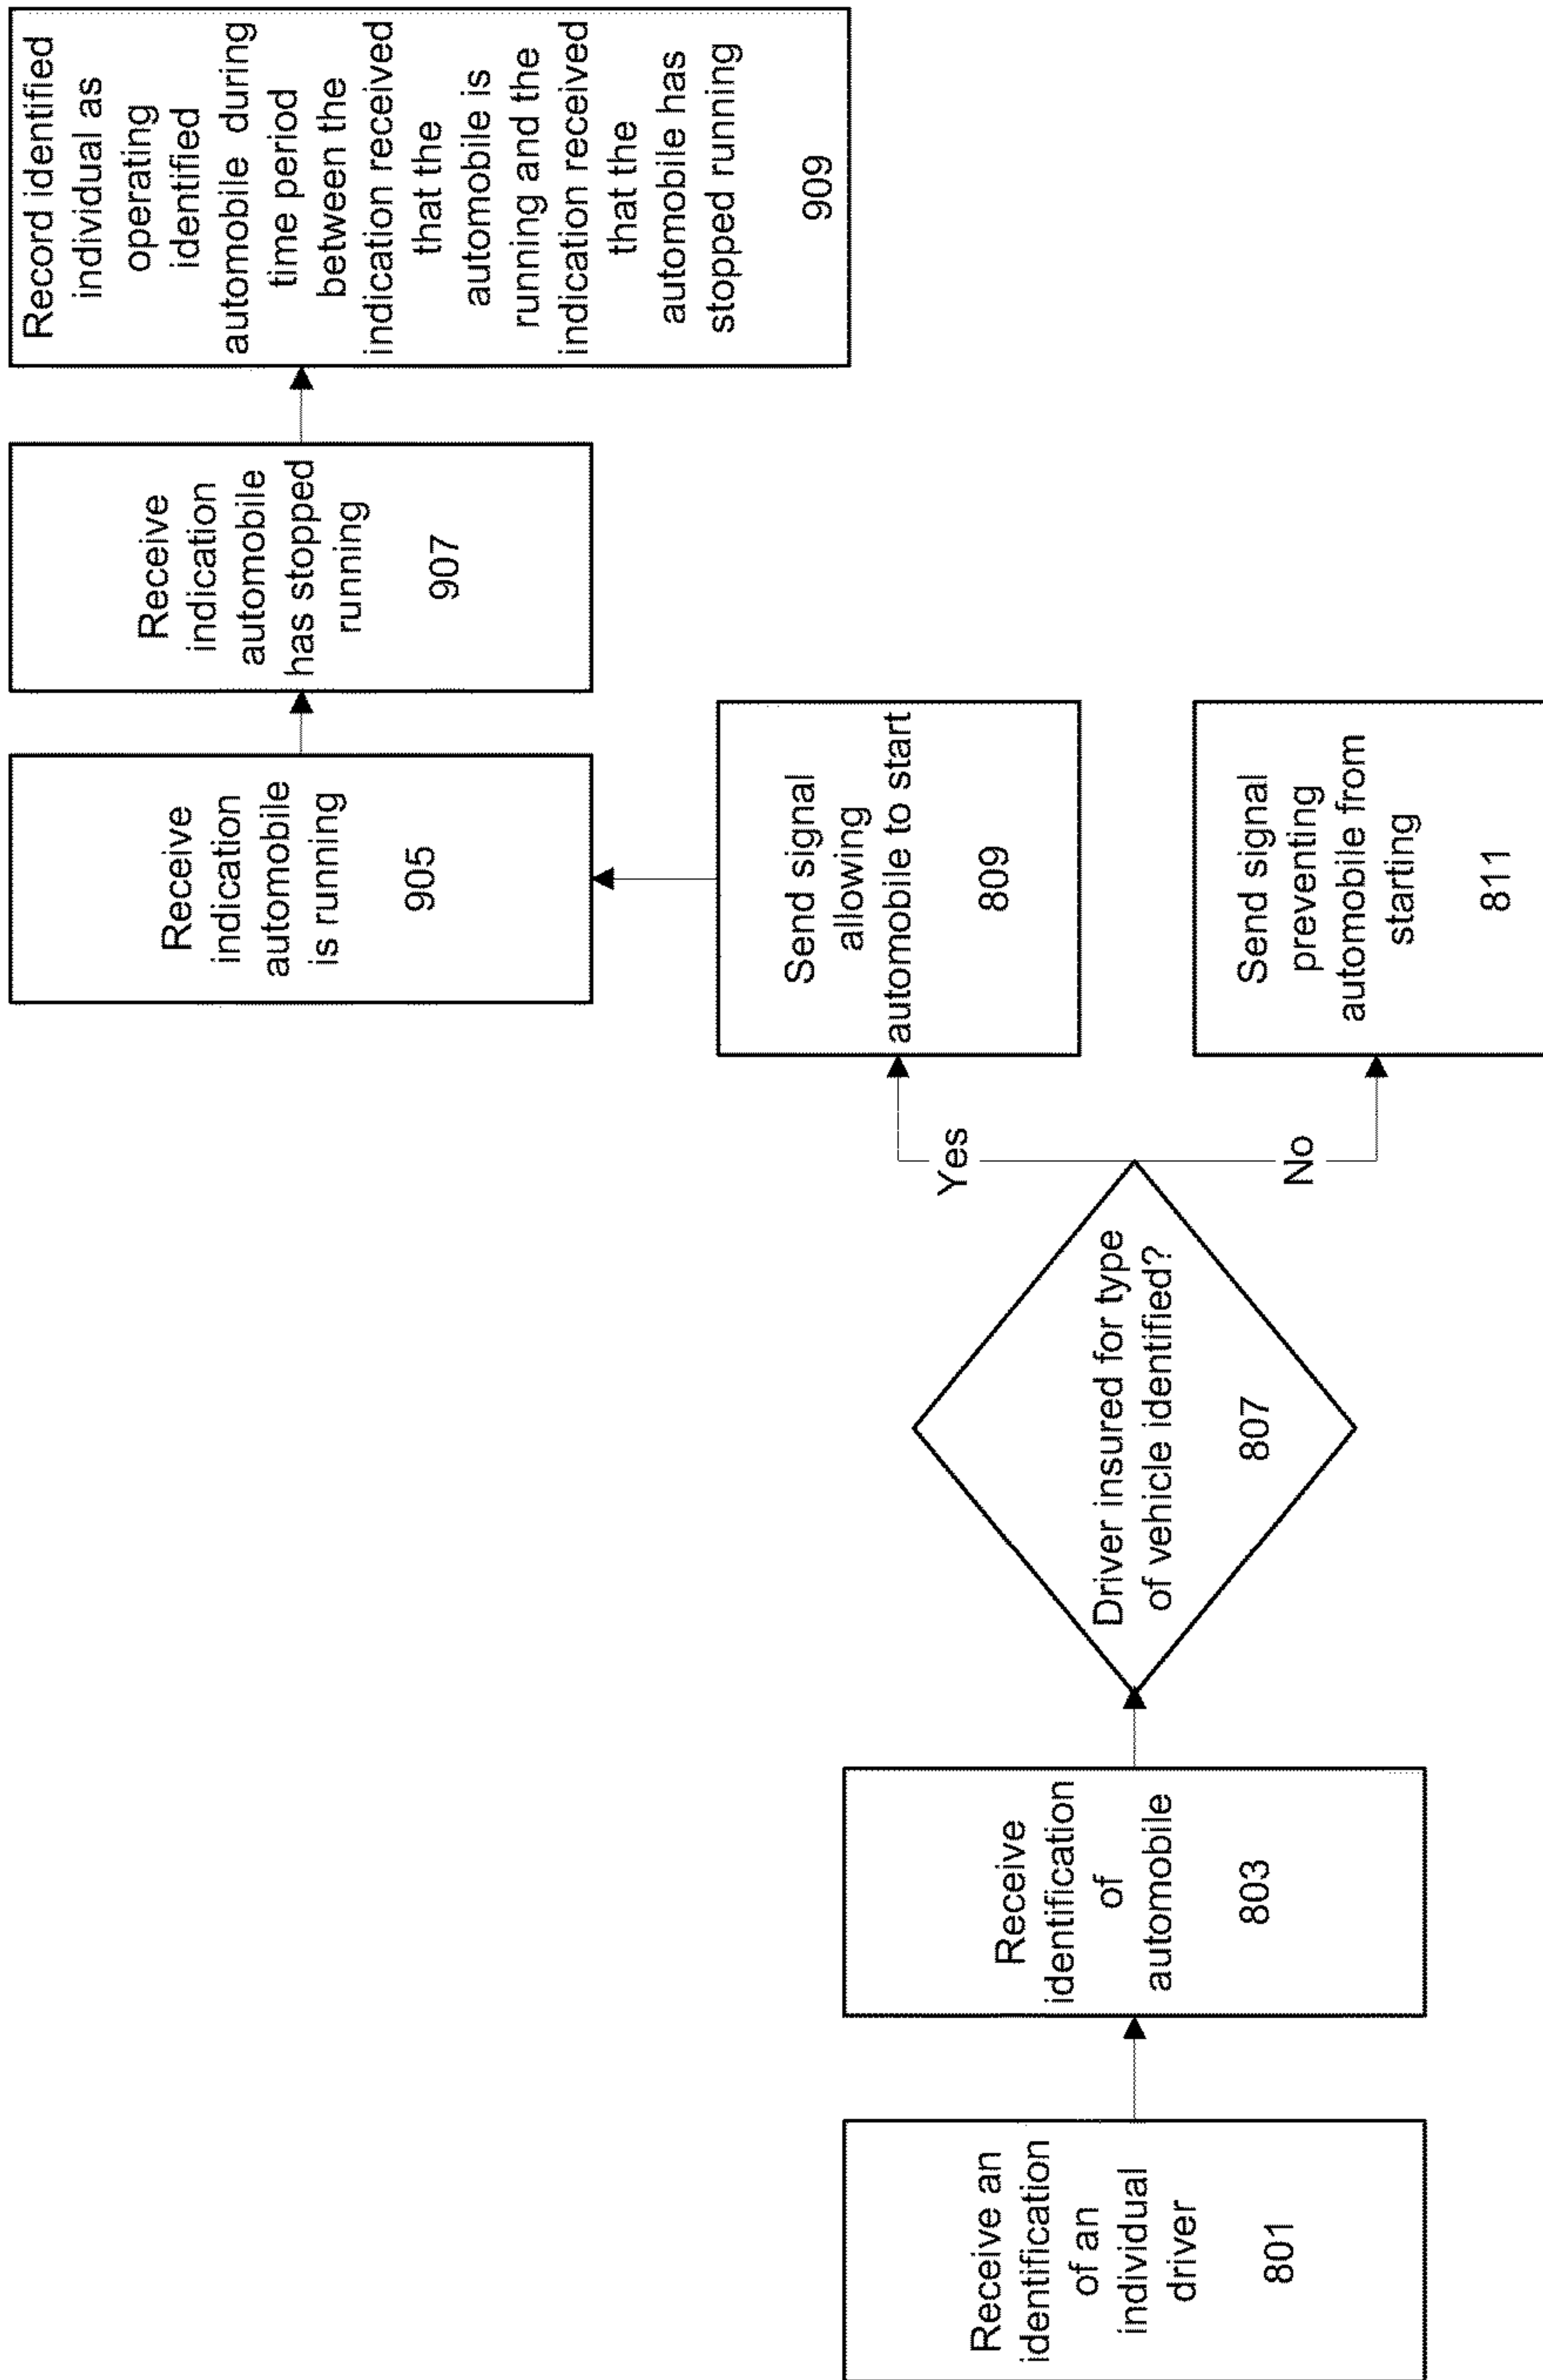 Receive an
identification
of an
individual
driver
801
Receive
identification
of
automobile
803
Driver insured for type
of vehicle identified?
807
Yes
No
Send signal
allowing
automobile to start
809
Send signal
preventing
automobile from
starting
811
Receive
indication
automobile
is running
905
Receive
indication
automobile
has stopped
running
907
Record identified
individual as
operating
identified
automobile during
time period
between the
indication received
that the
automobile is
running and the
indication received
that the
automobile has
stopped running
909